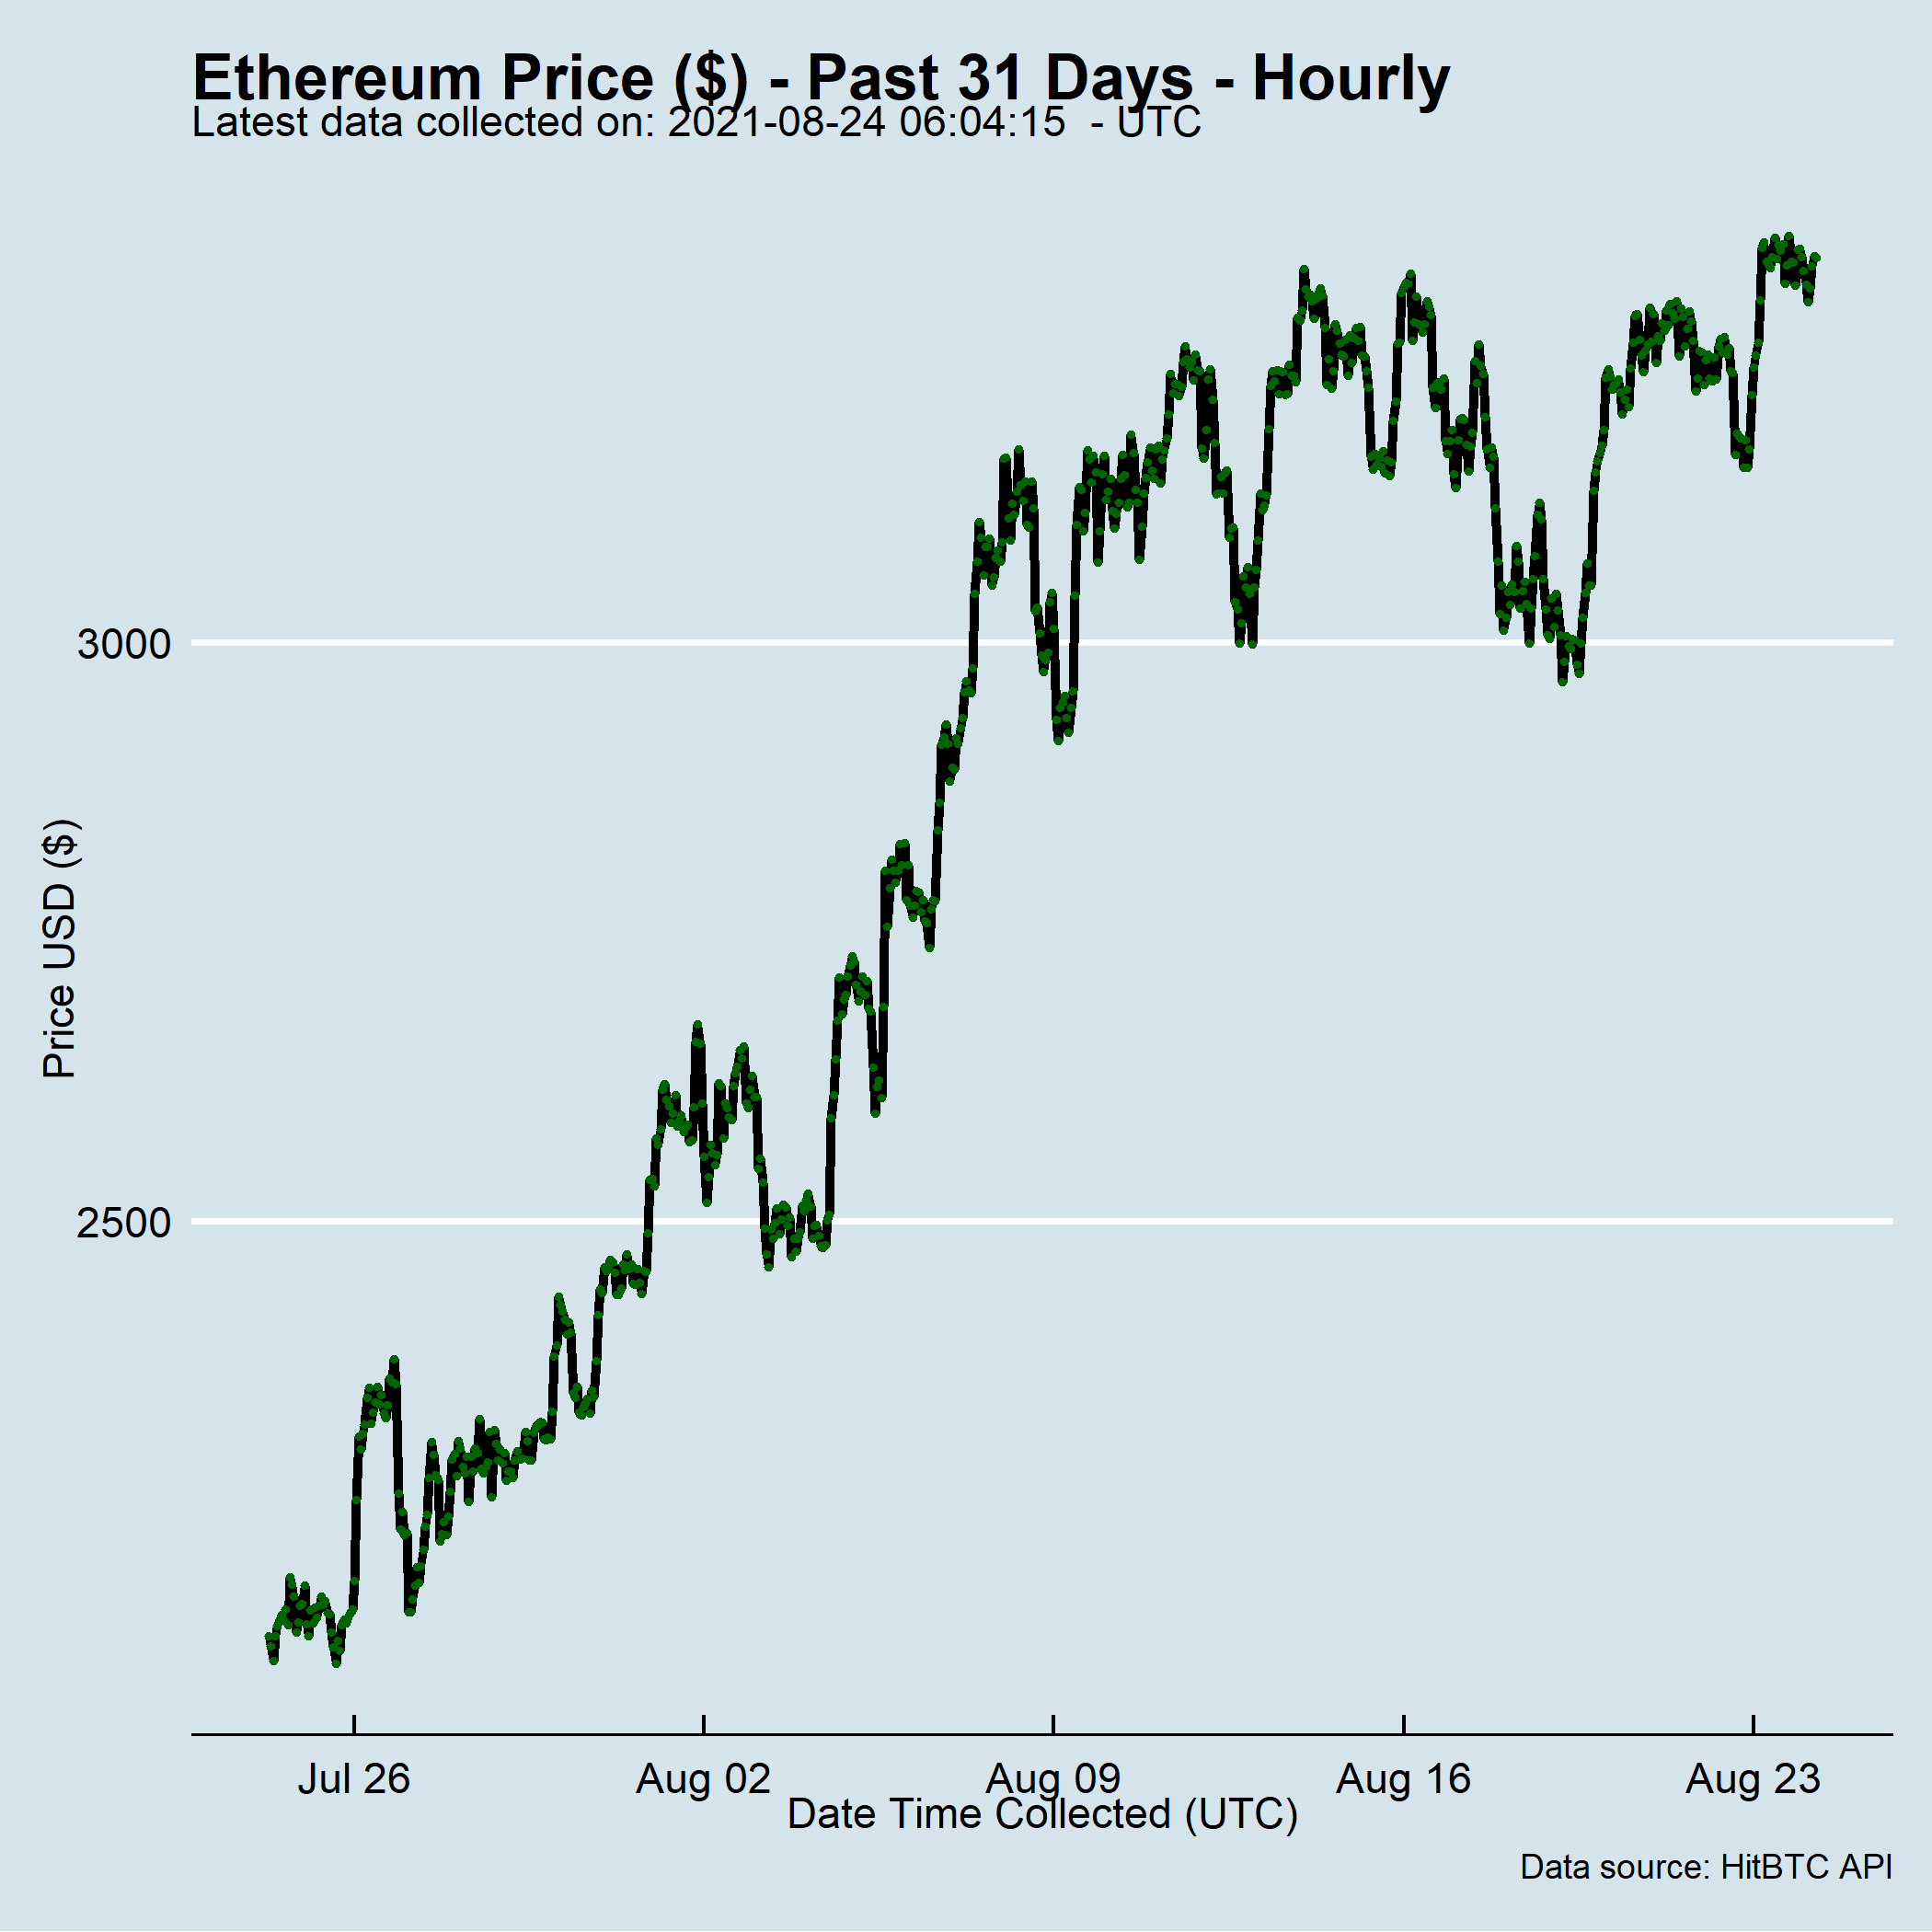 Ethereum Price ($) - Past 31 Days - Hourly
Latest data collected on: 2021-08-24 06:04:15  - UTC
Price USD ($)
3000
2500
Jul 26
Aug 02
Aug 09
Aug 16
Aug 23
Date Time Collected (UTC)
Data source: HitBTC API